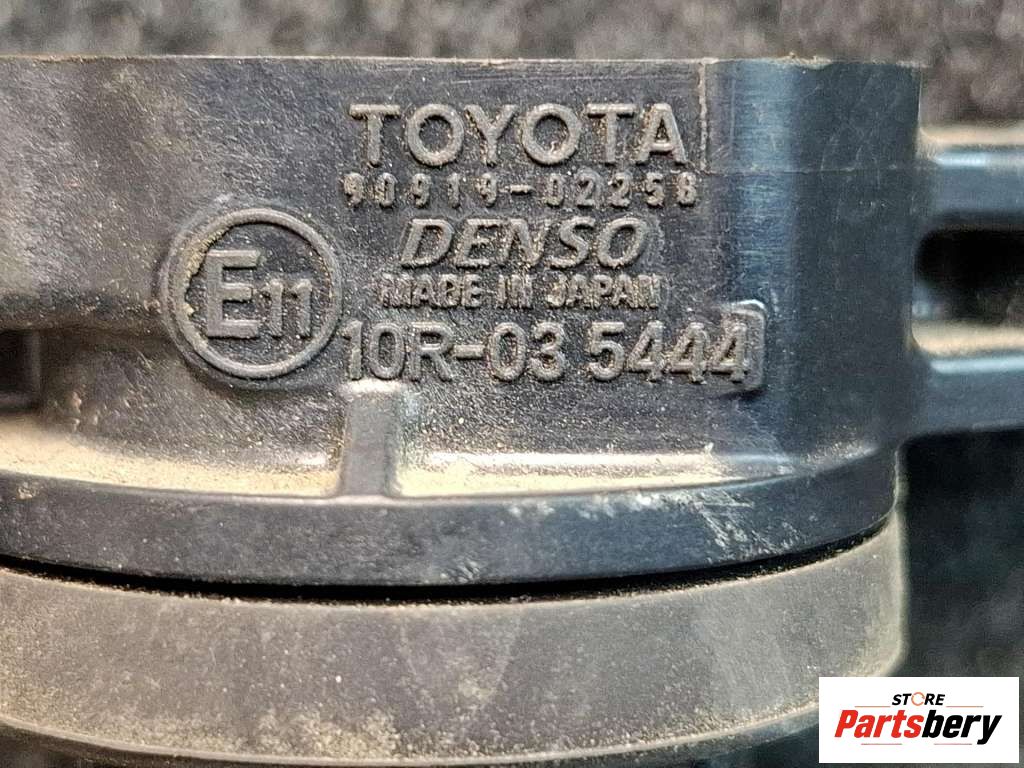 TOYOTA
90919-02258
DENSO
MADE IN JAPAN
E11
10R-03 5444
STORE
Partsbery